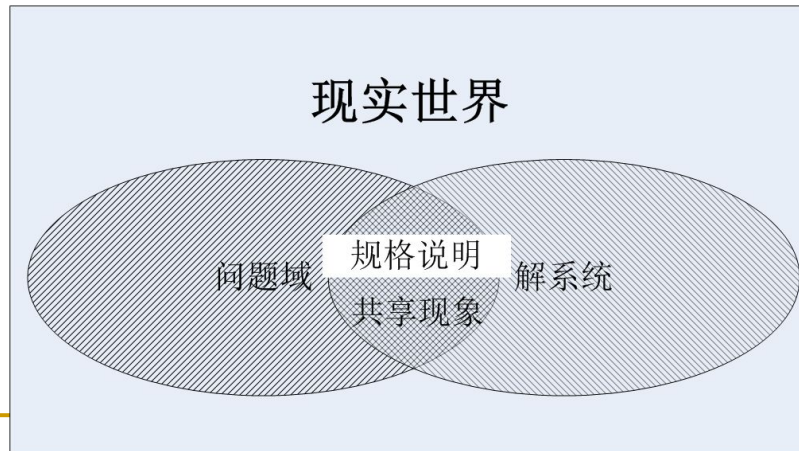 现实世界
问题域
规格说明
共享现象
解系统